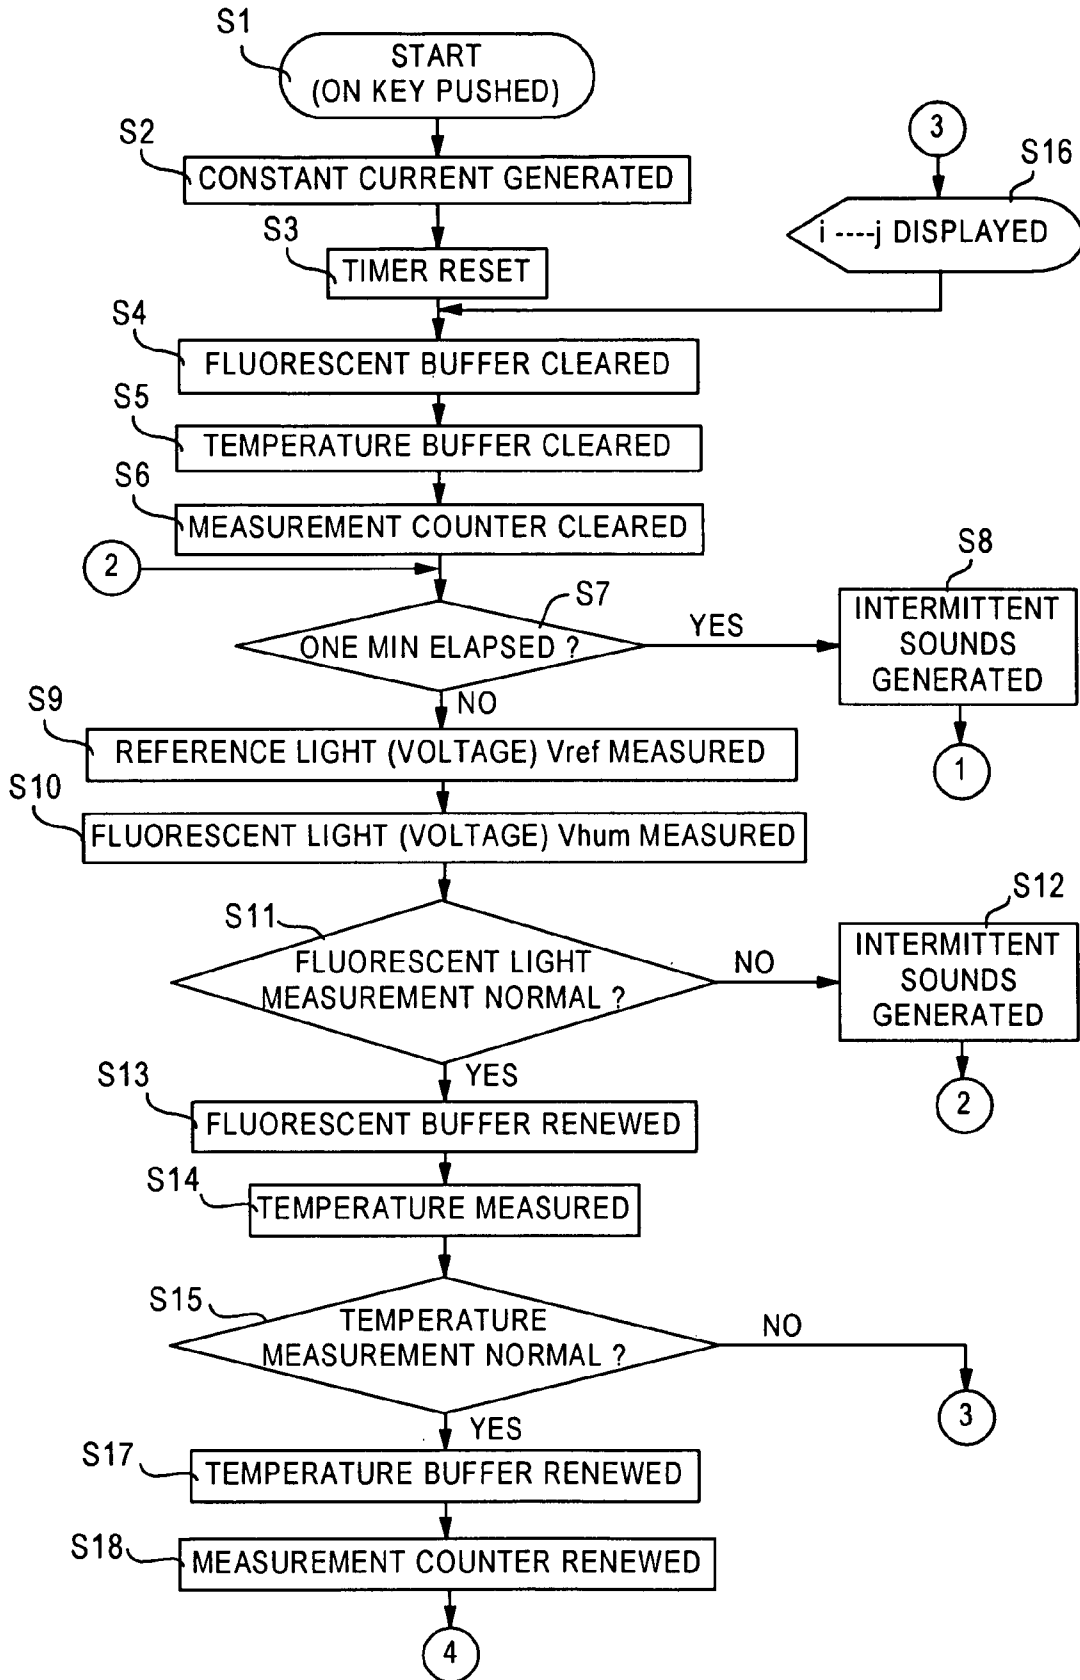 S1
START
(ON KEY PUSHED)
S2
CONSTANT CURRENT GENERATED
3
S16
i ----j DISPLAYED
S3
TIMER RESET
S4
FLUORESCENT BUFFER CLEARED
S5
TEMPERATURE BUFFER CLEARED
S6
MEASUREMENT COUNTER CLEARED
2
S7
ONE MIN ELAPSED ?
YES
NO
S8
INTERMITTENT
SOUNDS
GENERATED
1
S9
REFERENCE LIGHT (VOLTAGE) Vref MEASURED
S10
FLUORESCENT LIGHT (VOLTAGE) Vhum MEASURED
S11
FLUORESCENT LIGHT
MEASUREMENT NORMAL ?
NO
YES
S12
INTERMITTENT
SOUNDS
GENERATED
2
S13
FLUORESCENT BUFFER RENEWED
S14
TEMPERATURE MEASURED
S15
TEMPERATURE
MEASUREMENT NORMAL ?
NO
3
YES
S17
TEMPERATURE BUFFER RENEWED
S18
MEASUREMENT COUNTER RENEWED
4